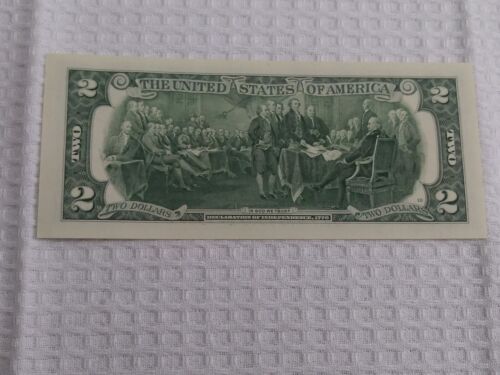 2 THE UNITED STATES OF AMERICA 2
TWO TWO
2 2
IN GOD WE TRUST
TWO DOLLARS TWO DOLLARS
DECLARATION OF INDEPENDENCE, 1776